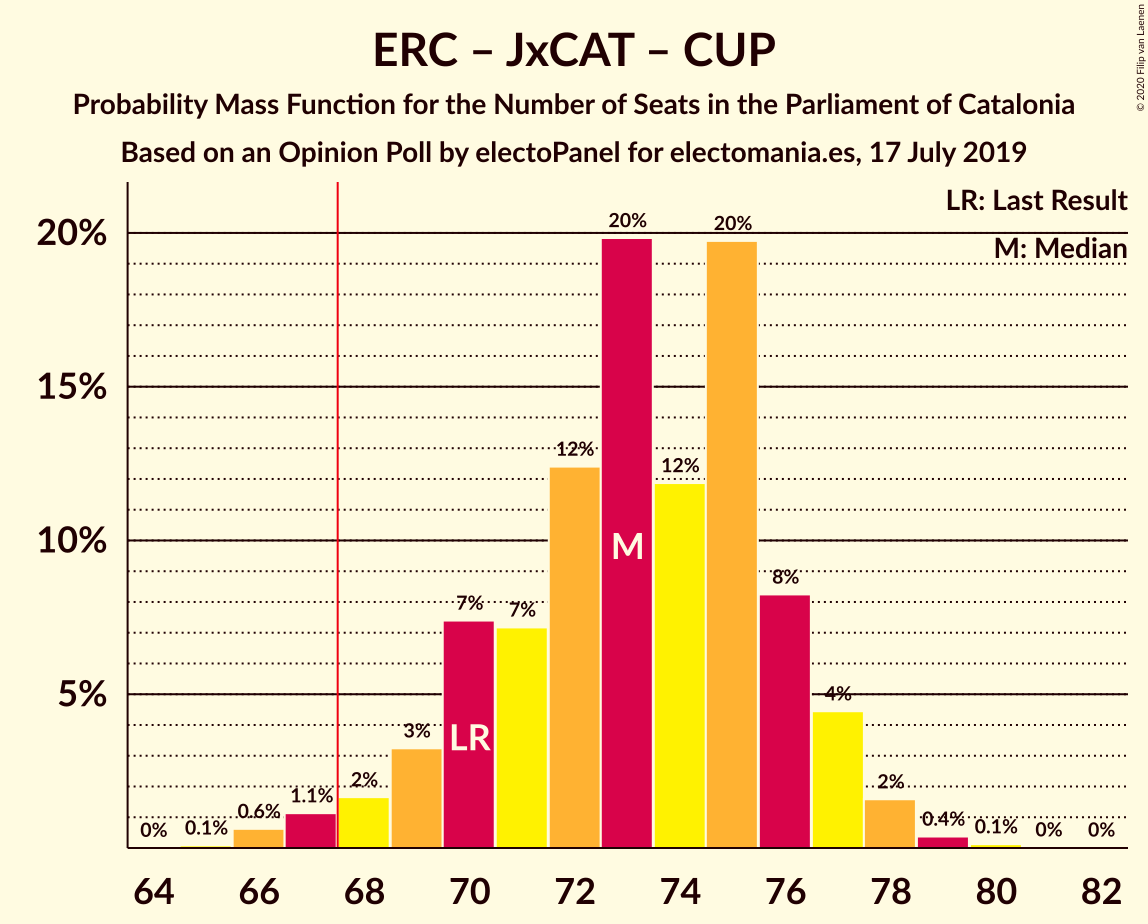 ERC – JxCAT – CUP
Probability Mass Function for the Number of Seats in the Parliament of Catalonia
Based on an Opinion Poll by electoPanel for electomania.es, 17 July 2019
© 2020 Filip van Laenen
LR: Last Result
M: Median
20%
15%
10%
5%
0%
0.1%
0.6%
1.1%
2%
3%
7%
7%
12%
20%
12%
20%
8%
4%
2%
0.4%
0.1%
0%
0%
LR
M
64 66 68 70 72 74 76 78 80 82